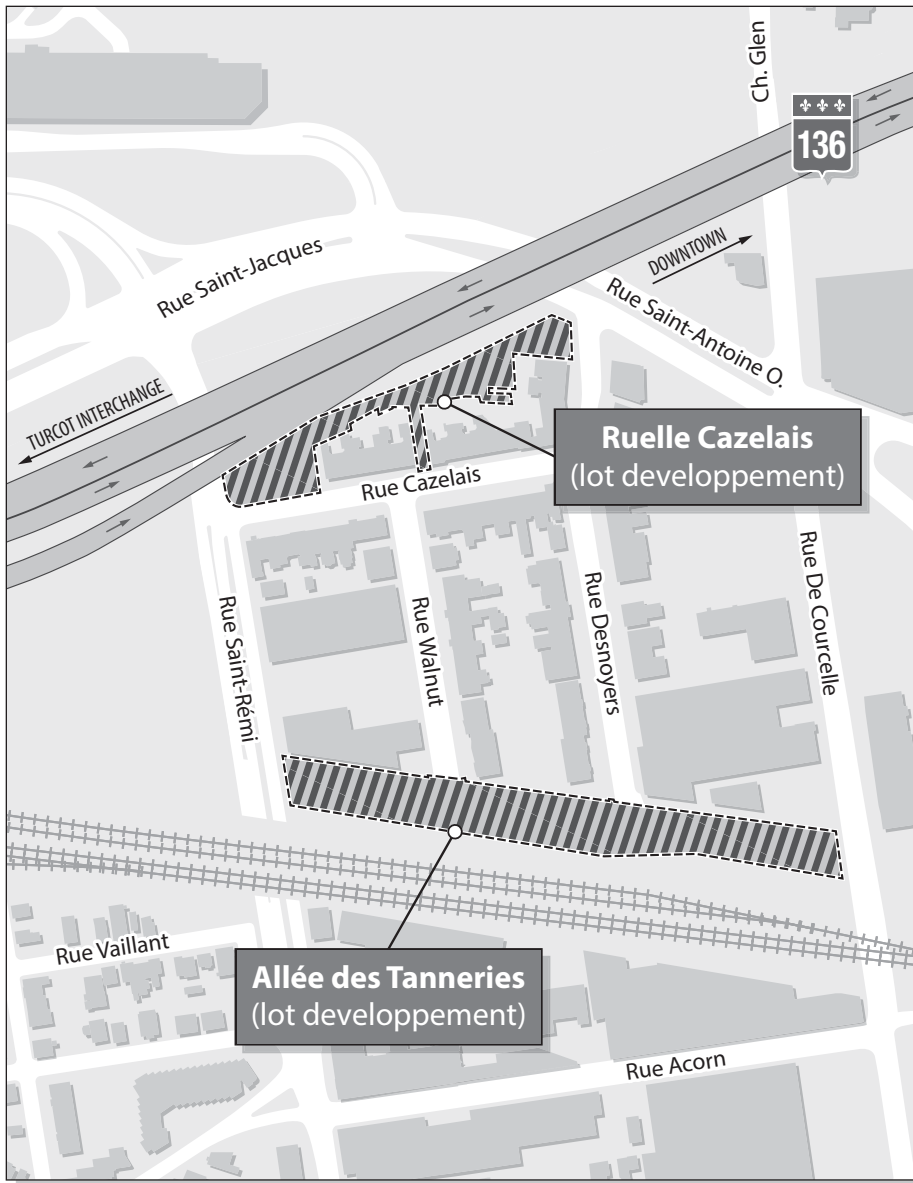 Ch. Glen
136
Rue Saint-Jacques
DOWNTOWN
Rue Saint-Antoine O.
TURCOT INTERCHANGE
Ruelle Cazelais
(lot developpement)
Rue Cazelais
Rue Saint-Rémi
Rue Walnut
Rue Desnoyers
Rue De Courcelle
Rue Vaillant
Allée des Tanneries
(lot developpement)
Rue Acorn